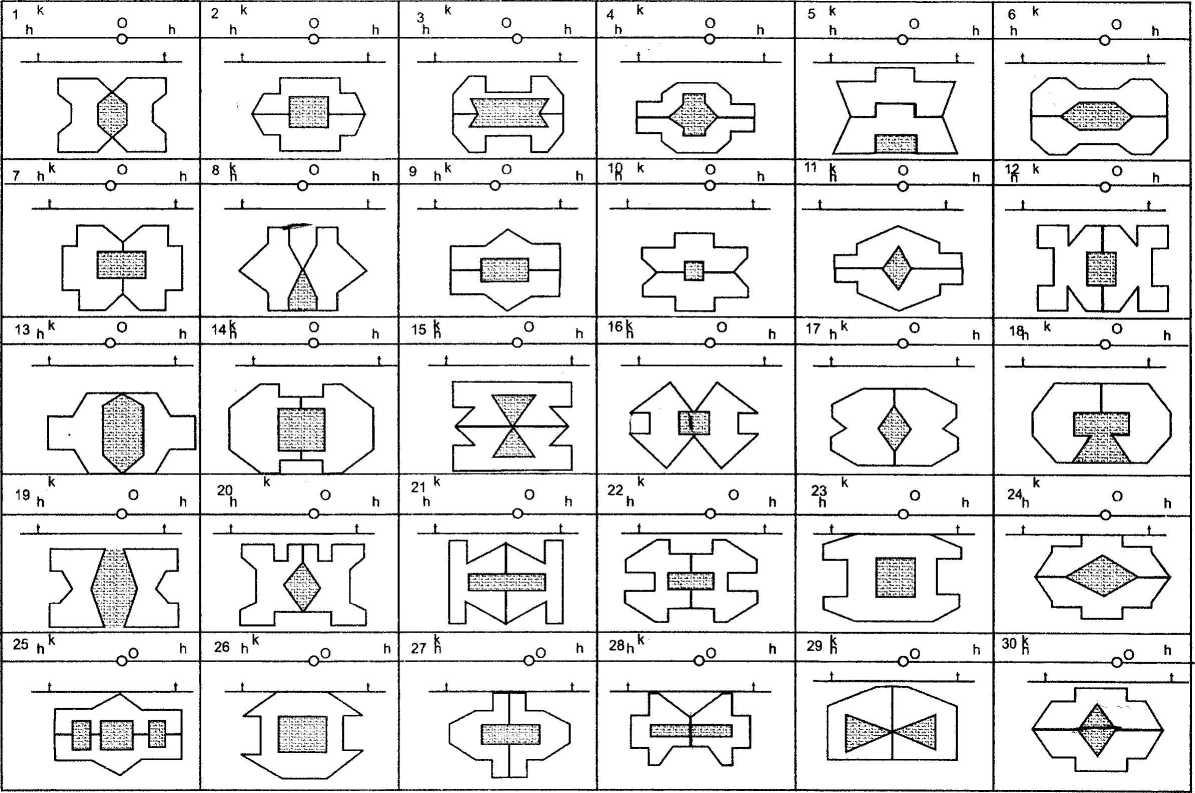 1 k O
h h
2 k O
h h
3 k O
h h
4 k O
h h
5 k O
h h
6 k O
h h
7 h k O h
8 k O
h h
9 h k O h
10 k O
h h
11 k O
h h
12 k O
h h
13 k O
h h
14 k O
h h
15 k O
h h
16 k O
h h
17 k O
h h
18 k O
h h
19 k O
h h
20 k O
h h
21 k O
h h
22 k O
h h
23 k O
h h
24 k O
h h
25 k O
h h
26 k O
h h
27 k O
h h
28 k O
h h
29 k O
h h
30 k O
h h